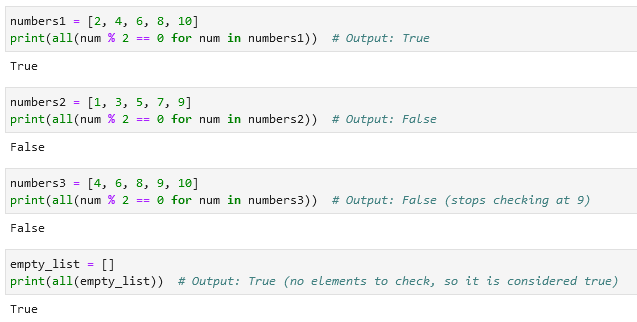 numbers1 = [2, 4, 6, 8, 10]
print(all(num % 2 == 0 for num in numbers1))  # Output: True
True
numbers2 = [1, 3, 5, 7, 9]
print(all(num % 2 == 0 for num in numbers2))  # Output: False
False
numbers3 = [4, 6, 8, 9, 10]
print(all(num % 2 == 0 for num in numbers3))  # Output: False (stops checking at 9)
False
empty_list = []
print(all(empty_list))  # Output: True (no elements to check, so it is considered true)
True